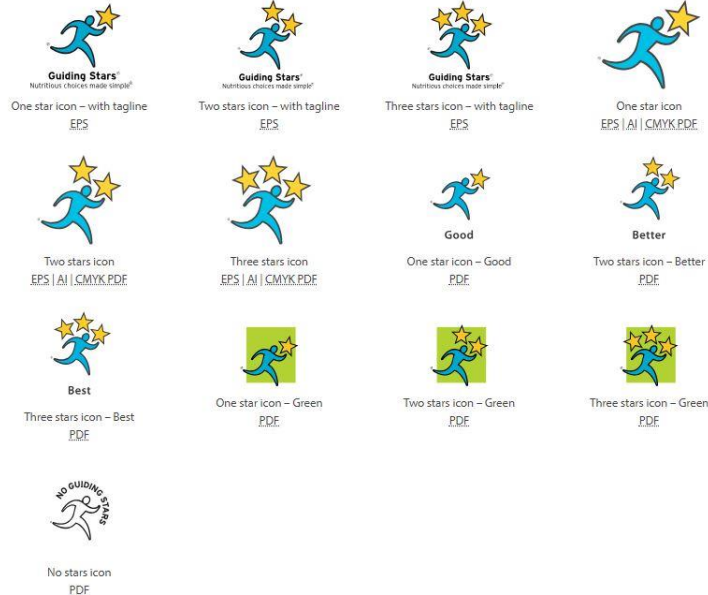 Guiding Stars®
Nutritious choices made simple®
One star icon – with tagline
EPS
Guiding Stars®
Nutritious choices made simple®
Two stars icon – with tagline
EPS
Guiding Stars®
Nutritious choices made simple®
Three stars icon – with tagline
EPS
One star icon
EPS | AI | CMYK PDF
Two stars icon
EPS | AI | CMYK PDF
Three stars icon
EPS | AI | CMYK PDF
Good
One star icon – Good
PDF
Better
Two stars icon – Better
PDF
Best
Three stars icon – Best
PDF
One star icon – Green
PDF
Two stars icon – Green
PDF
Three stars icon – Green
PDF
NO GUIDING STARS
No stars icon
PDF